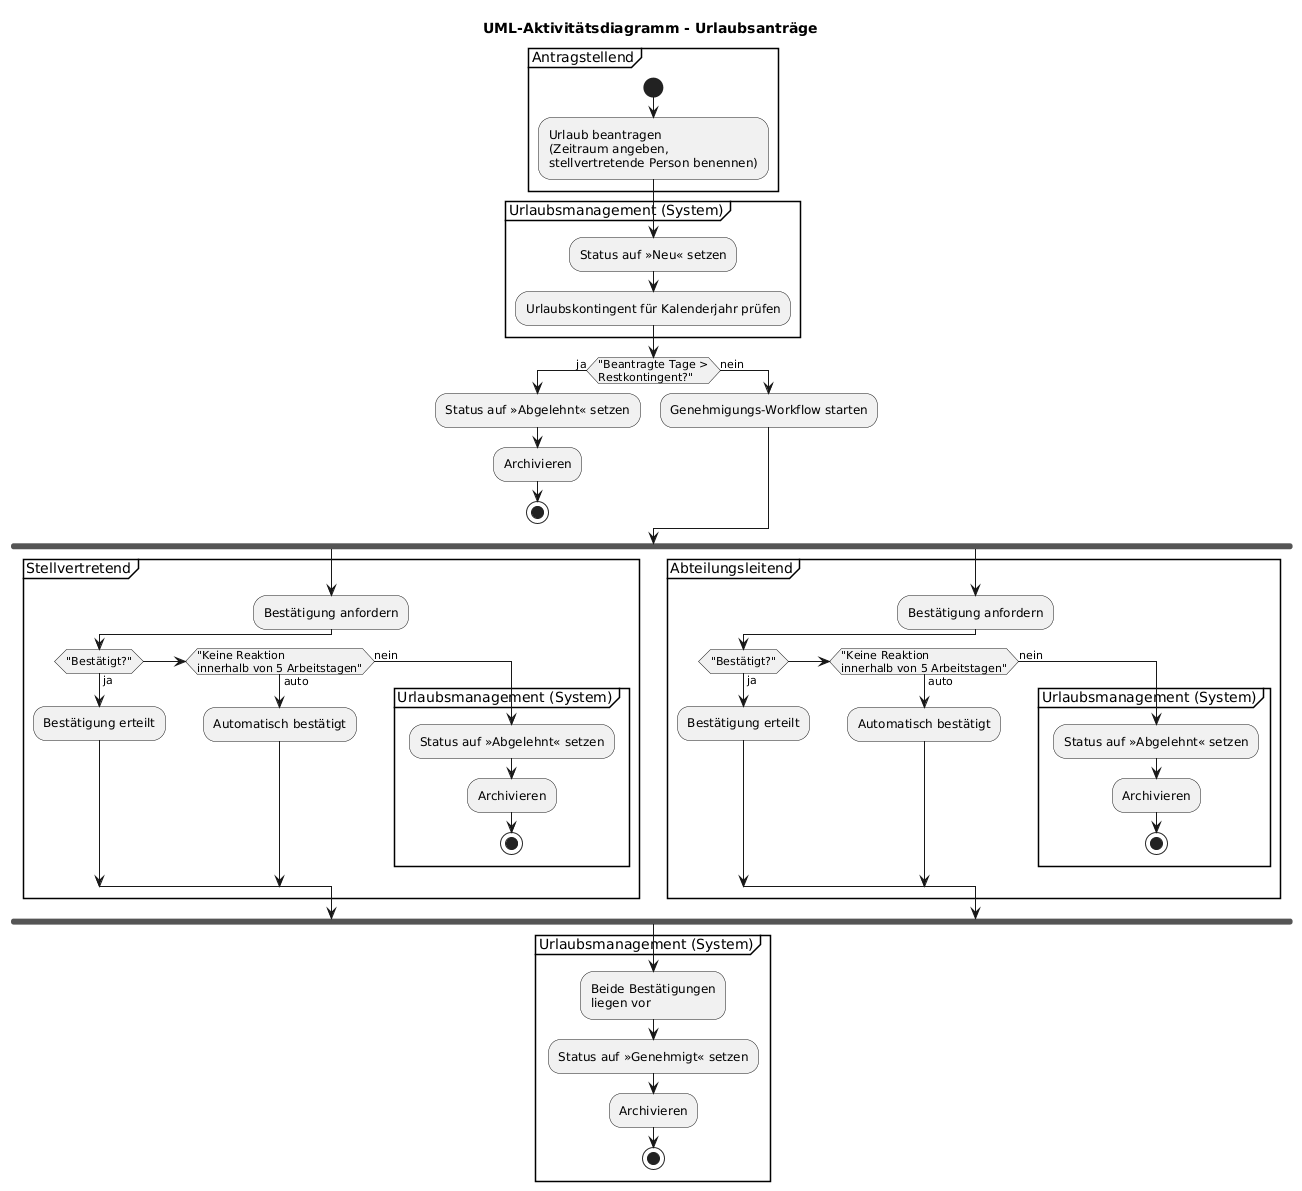 UML-Aktivitätsdiagramm - Urlaubsanträge
Antragstellend
Urlaub beantragen
(Zeitraum angeben,
stellvertretende Person benennen)
Urlaubsmanagement (System)
Status auf »Neu« setzen
Urlaubskontingent für Kalenderjahr prüfen
ja
"Beantragte Tage >
Restkontingent?"
nein
Status auf »Abgelehnt« setzen
Genehmigungs-Workflow starten
Archivieren
Stellvertretend
Bestätigung anfordern
"Bestätigt?"
ja
"Keine Reaktion
innerhalb von 5 Arbeitstagen"
auto
nein
Bestätigung erteilt
Automatisch bestätigt
Urlaubsmanagement (System)
Status auf »Abgelehnt« setzen
Archivieren
Abteilungsleitend
Bestätigung anfordern
"Bestätigt?"
ja
"Keine Reaktion
innerhalb von 5 Arbeitstagen"
auto
nein
Bestätigung erteilt
Automatisch bestätigt
Urlaubsmanagement (System)
Status auf »Abgelehnt« setzen
Archivieren
Urlaubsmanagement (System)
Beide Bestätigungen
liegen vor
Status auf »Genehmigt« setzen
Archivieren